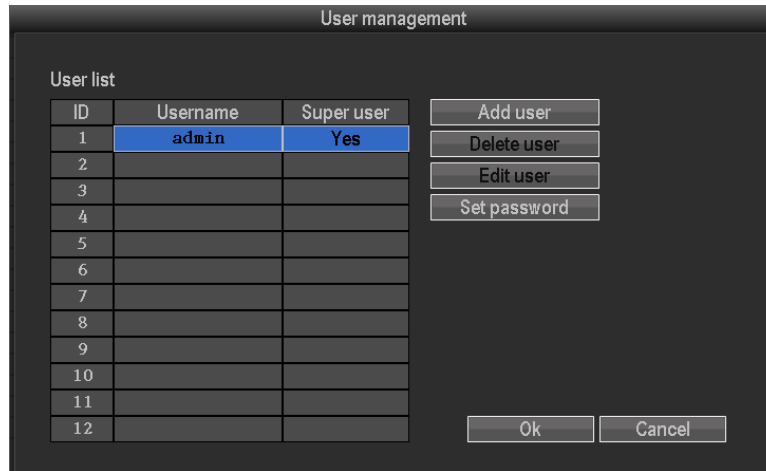 User management
User list
ID Username Super user Add user
1 admin Yes Delete user
2
3 Edit user
4 Set password
5
6
7
8
9
10
11
12 Ok Cancel